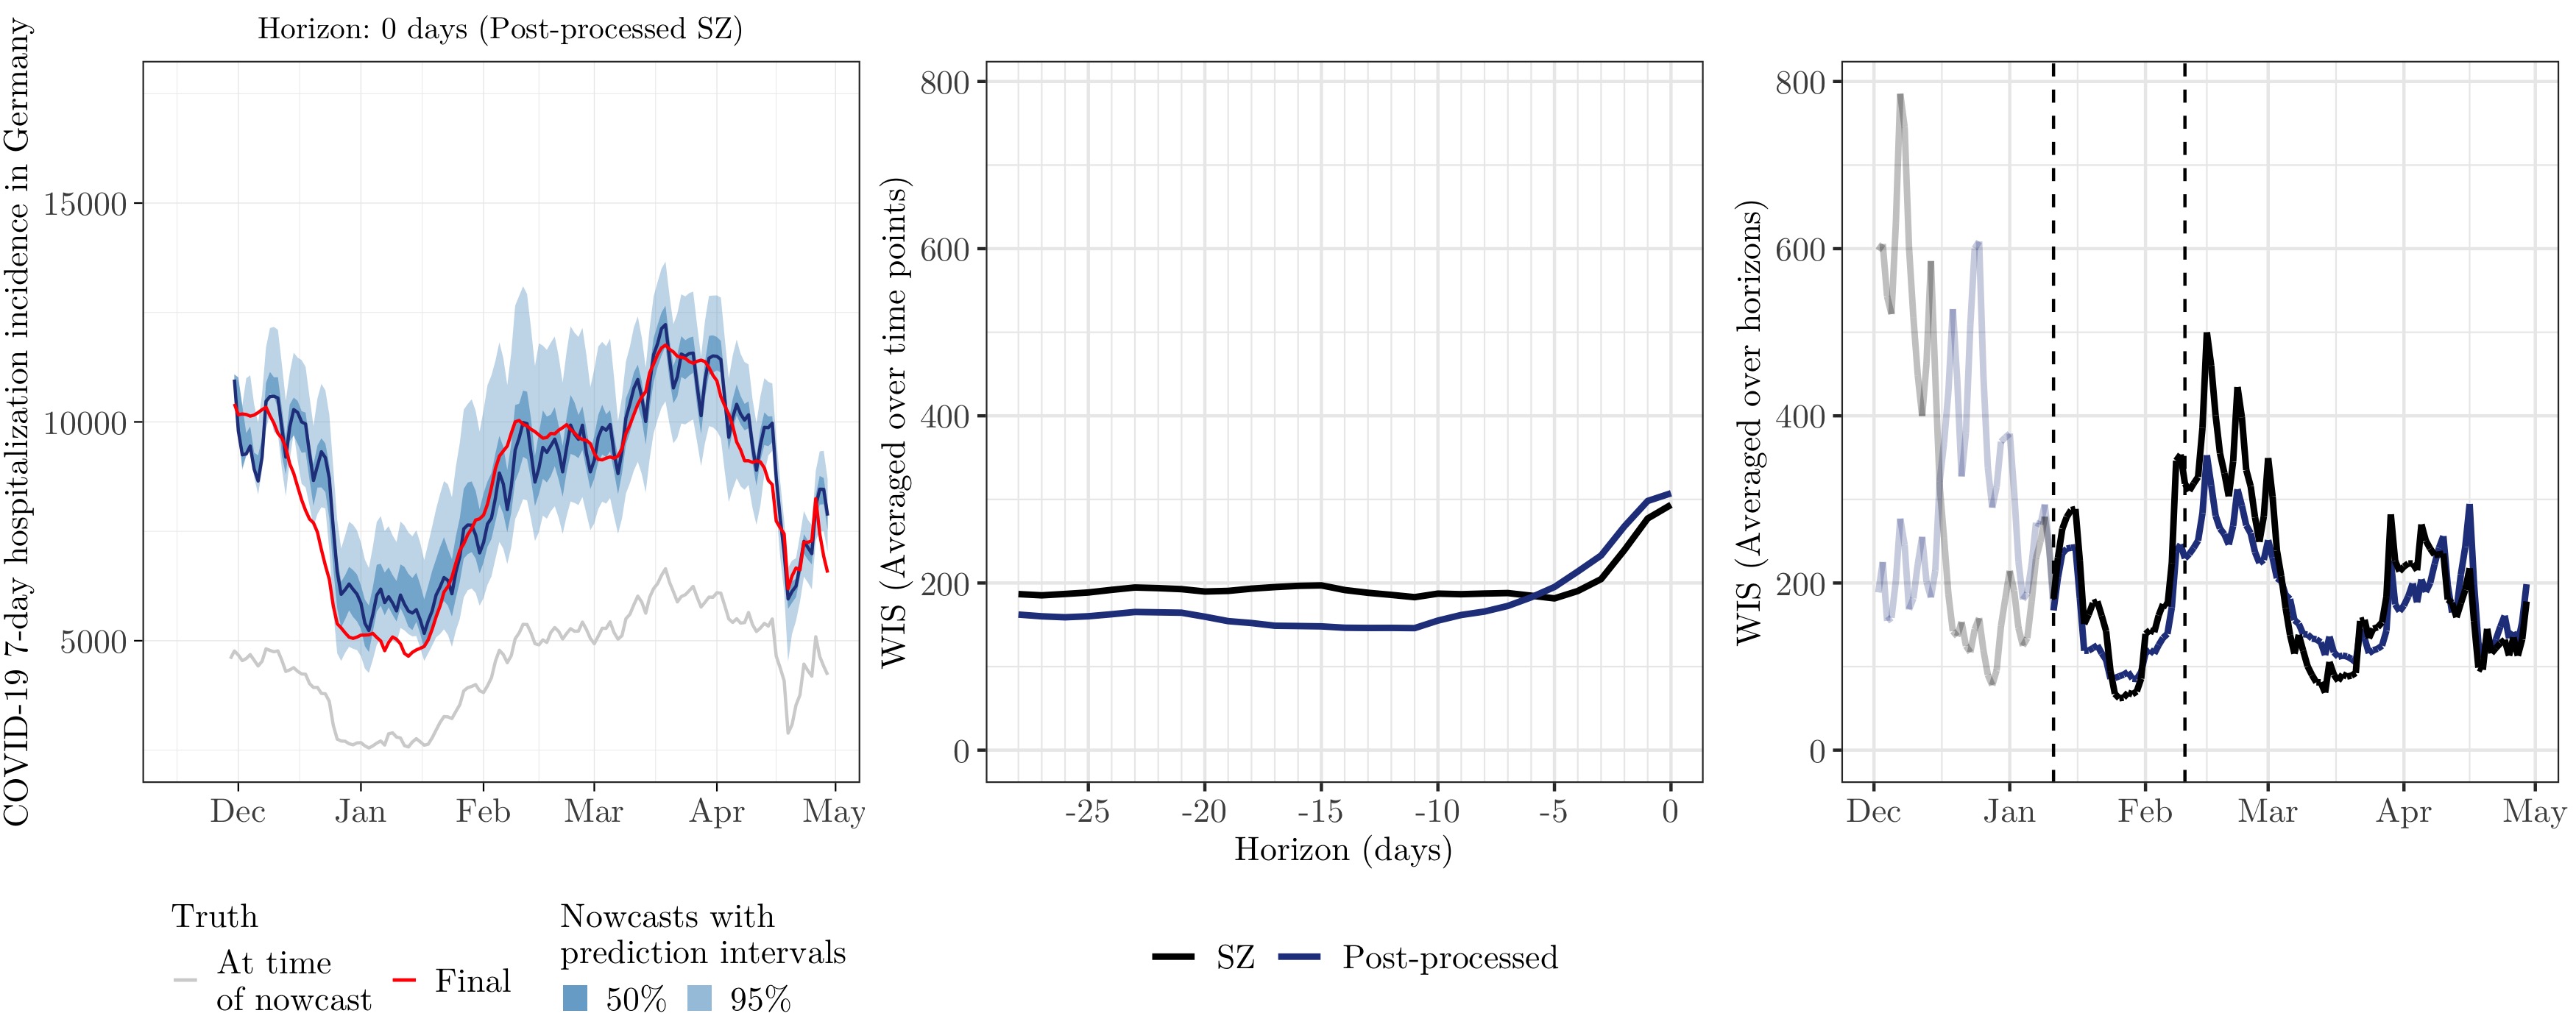 Horizon: 0 days (Post-processed SZ)
COVID-19 7-day hospitalization incidence in Germany
15000
10000
5000
Dec Jan Feb Mar Apr May
WIS (Averaged over time points)
800
600
400
200
0
-25 -20 -15 -10 -5 0
Horizon (days)
WIS (Averaged over horizons)
800
600
400
200
0
Dec Jan Feb Mar Apr May
Truth
At time
of nowcast
Final
Nowcasts with
prediction intervals
50% 95%
SZ Post-processed